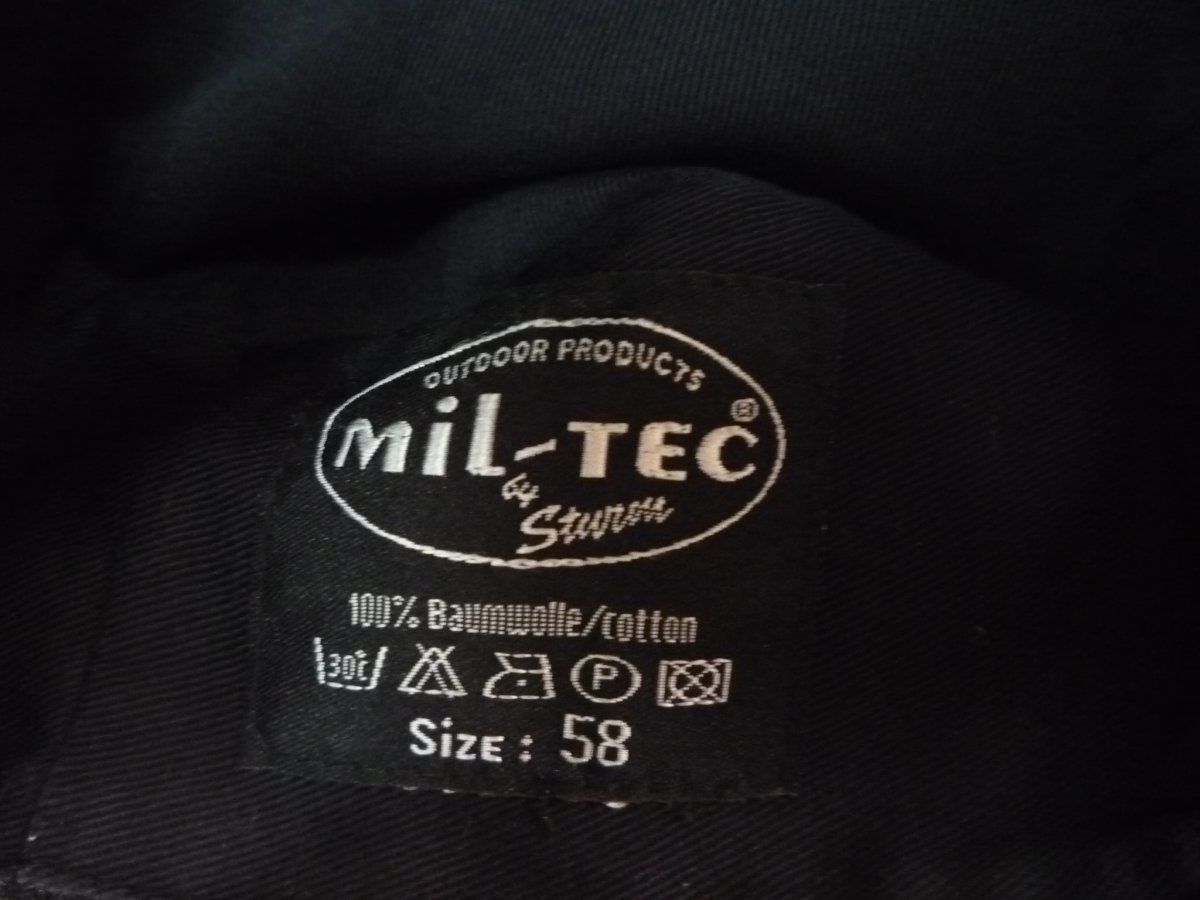 OUTDOOR PRODUCTS
MiL-TEC®
by Sturm
100% Baumwolle/cotton
30°C P
SiZE: 58